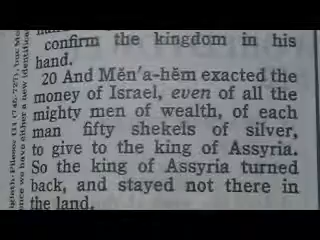 confirm the kingdom in his
hand.
20 And Mĕn'a-hĕm exacted the
money of Israel, even of all the
mighty men of wealth, of each
man fifty shekels of silver,
to give to the king of Assyria.
So the king of Assyria turned
back, and stayed not there in
the land.